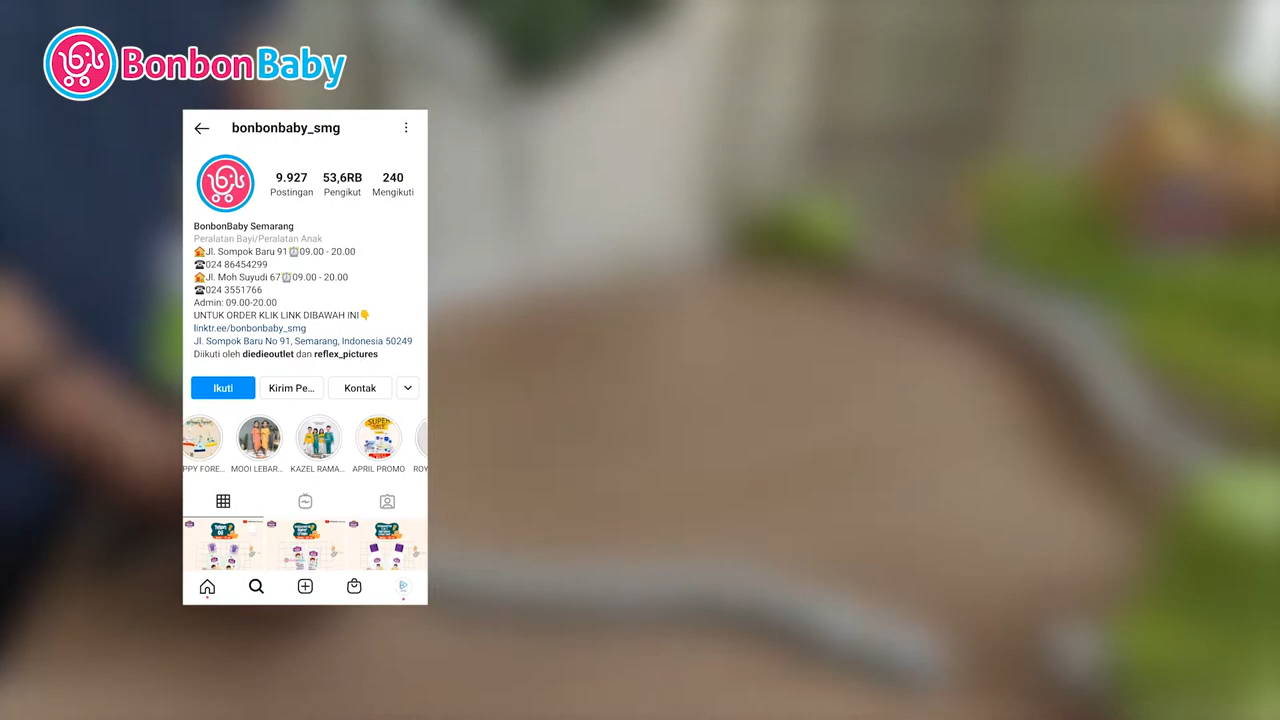 BonbonBaby
bonbonbaby_smg
9.927 53,6RB 240
Postingan Pengikut Mengikuti
BonbonBaby Semarang
Peralatan Bayi/Peralatan Anak
🏠Jl. Sompok Baru 91⏰09.00 - 20.00
☎024 86454299
🏠Jl. Moh Suyudi 67⏰09.00 - 20.00
☎024 3551766
Admin: 09.00-20.00
UNTUK ORDER KLIK LINK DIBAWAH INI👇
linktr.ee/bonbonbaby_smg
Jl. Sompok Baru No 91, Semarang, Indonesia 50249
Diikuti oleh diedieoutlet dan reflex_pictures
Ikuti Kirim Pe... Kontak
SUPER
PPY FORE... MOOI LEBAR... KAZEL RAMA... APRIL PROMO ROY